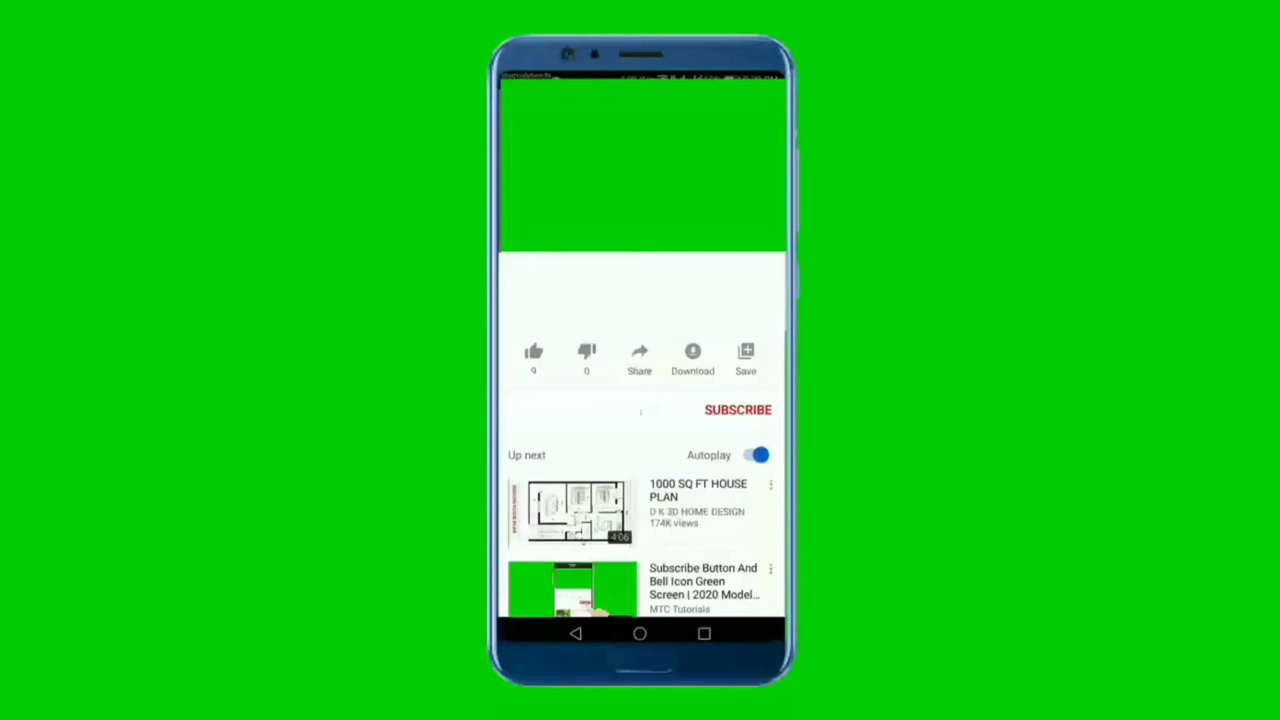 9
0
Share
Download
Save
SUBSCRIBE
Up next
Autoplay
1000 SQ FT HOUSE
PLAN
D K 3D HOME DESIGN
174K views
4:06
Subscribe Button And
Bell Icon Green
Screen | 2020 Model...
MTC Tutorials